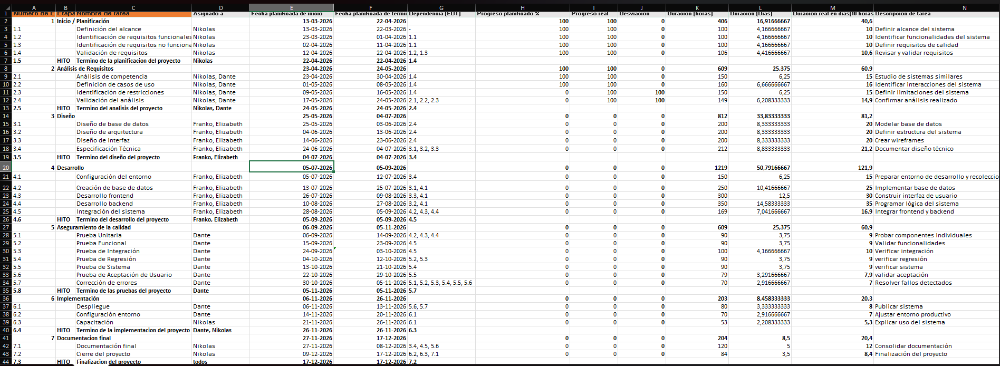 A B C D E F G H I J K L M N
1 Numero de E Etapa Nombre de tarea Asignado a Fecha planificada de inicio Fecha planificada de termin Dependencia (EDT) Progreso planificado % Progreso real Desviacion Duración (horas) Duración (Días) Duración real en días(10 horas Descripción de tarea
2 1 Inicio / Planificación 13-03-2026 22-04-2026 100 100 0 406 16,91666667 40,6
3 1.1 Definición del alcance Nikolas 13-03-2026 22-03-2026 - 100 100 0 100 4,166666667 10 Definir alcance del sistema
4 1.2 Identificación de requisitos funcionales Nikolas 23-03-2026 01-04-2026 1.1 100 100 0 100 4,166666667 10 Identificar funcionalidades del sistema
5 1.3 Identificación de requisitos no funciona Nikolas 02-04-2026 11-04-2026 1.1 100 100 0 100 4,166666667 10 Definir requisitos de calidad
6 1.4 Validación de requisitos Nikolas 12-04-2026 22-04-2026 1.2, 1.3 100 100 0 106 4,416666667 10,6 Revisar y validar requisitos
7 1.5 HITO Termino de la planificacion del proyecto Nikolas 22-04-2026 22-04-2026 1.4
8 2 Análisis de Requisitos 23-04-2026 24-05-2026 100 100 0 609 25,375 60,9
9 2.1 Análisis de competencia Nikolas, Dante 23-04-2026 30-04-2026 1.4 100 100 0 150 6,25 15 Estudio de sistemas similares
10 2.2 Definición de casos de uso Nikolas, Dante 01-05-2026 08-05-2026 1.4 100 100 0 160 6,666666667 16 Identificar interacciones del sistema
11 2.3 Identificación de restricciones Nikolas, Dante 09-05-2026 16-05-2026 1.4 0 100 100 150 6,25 15 Definir limitaciones del sistema
12 2.4 Validación del análisis Nikolas, Dante 17-05-2026 24-05-2026 2.1, 2.2, 2.3 0 100 100 149 6,208333333 14,9 Confirmar análisis realizado
13 2.5 HITO Termino del analisis del proyecto Nikolas, Dante 24-05-2026 24-05-2026 2.4
14 3 Diseño 25-05-2026 04-07-2026 0 0 0 812 33,83333333 81,2
15 3.1 Diseño de base de datos Franko, Elizabeth 25-05-2026 03-06-2026 2.4 0 0 0 200 8,333333333 20 Modelar base de datos
16 3.2 Diseño de arquitectura Franko, Elizabeth 04-06-2026 13-06-2026 2.4 0 0 0 200 8,333333333 20 Definir estructura del sistema
17 3.3 Diseño de interfaz Franko, Elizabeth 14-06-2026 23-06-2026 2.4 0 0 0 200 8,333333333 20 Crear wireframes
18 3.4 Especificación Técnica Franko, Elizabeth 24-06-2026 04-07-2026 3.1, 3.2, 3.3 0 0 0 212 8,833333333 21,2 Documentar diseño técnico
19 3.5 HITO Termino del diseño del proyecto Franko, Elizabeth 04-07-2026 04-07-2026 3.4
20 4 Desarrollo 05-07-2026 05-09-2026 0 0 0 1219 50,79166667 121,9
21 4.1 Configuración del entorno Franko, Elizabeth 05-07-2026 12-07-2026 3.4 0 0 0 150 6,25 15 Preparar entorno de desarrollo y recoleccio
22 4.2 Creación de base de datos Franko, Elizabeth 13-07-2026 25-07-2026 3.1, 4.1 0 0 0 250 10,41666667 25 Implementar base de datos
23 4.3 Desarrollo frontend Franko, Elizabeth 26-07-2026 09-08-2026 3.3, 4.1 0 0 0 300 12,5 30 Construir interfaz de usuario
24 4.4 Desarrollo backend Franko, Elizabeth 10-08-2026 27-08-2026 3.2, 4.1 0 0 0 350 14,58333333 35 Programar lógica del sistema
25 4.5 Integración del sistema Franko, Elizabeth 28-08-2026 05-09-2026 4.2, 4.3, 4.4 0 0 0 169 7,041666667 16,9 Integrar frontend y backend
26 4.6 HITO Termino del desarrollo del proyecto Franko, Elizabeth 05-09-2026 05-09-2026 4.5
27 5 Aseguramiento de la calidad 06-09-2026 05-11-2026 0 0 0 609 25,375 60,9
28 5.1 Prueba Unitaria Dante 06-09-2026 14-09-2026 4.2, 4.3, 4.4 0 0 0 90 3,75 9 Probar componentes individuales
29 5.2 Prueba Funcional Dante 15-09-2026 23-09-2026 4.5 0 0 0 90 3,75 9 Validar funcionalidades
30 5.3 Prueba de Integración Dante 24-09-2026 03-10-2026 4.5 0 0 0 100 4,166666667 10 Verificar integración
31 5.4 Prueba de Regresión Dante 04-10-2026 12-10-2026 5.2, 5.3 0 0 0 90 3,75 9 verificar regresión
32 5.5 Prueba de Sistema Dante 13-10-2026 21-10-2026 5.4 0 0 0 90 3,75 9 verificar sistema
33 5.6 Prueba de Aceptación de Usuario Dante 22-10-2026 29-10-2026 5.5 0 0 0 79 3,291666667 7,9 validar aceptación
34 5.7 Corrección de errores Dante 30-10-2026 05-11-2026 5.1, 5.2, 5.3, 5.4, 5.5, 5.6 0 0 0 70 2,916666667 7 Resolver fallos detectados
35 5.8 HITO Termino de las pruebas del proyecto Dante 05-11-2026 05-11-2026 5.7
36 6 Implementación 06-11-2026 26-11-2026 0 0 0 203 8,458333333 20,3
37 6.1 Despliegue Dante 06-11-2026 13-11-2026 5.6, 5.7 0 0 0 80 3,333333333 8 Publicar sistema
38 6.2 Configuración entorno Dante 14-11-2026 20-11-2026 6.1 0 0 0 70 2,916666667 7 Ajustar entorno productivo
39 6.3 Capacitación Nikolas 21-11-2026 26-11-2026 6.1 0 0 0 53 2,208333333 5,3 Explicar uso del sistema
40 6.4 HITO Termino de la implementacion del proyecto Dante, Nikolas 26-11-2026 26-11-2026 6.3
41 7 Documentacion final 27-11-2026 17-12-2026 0 0 0 204 8,5 20,4
42 7.1 Documentación final Nikolas 27-11-2026 08-12-2026 3.4, 4.5, 5.6 0 0 0 120 5 12 Consolidar documentación
43 7.2 Cierre del proyecto Nikolas 09-12-2026 17-12-2026 6.2, 6.3, 7.1 0 0 0 84 3,5 8,4 Finalización del proyecto
44 7.3 HITO Finalizacion del proyecto todos 17-12-2026 17-12-2026 7.2